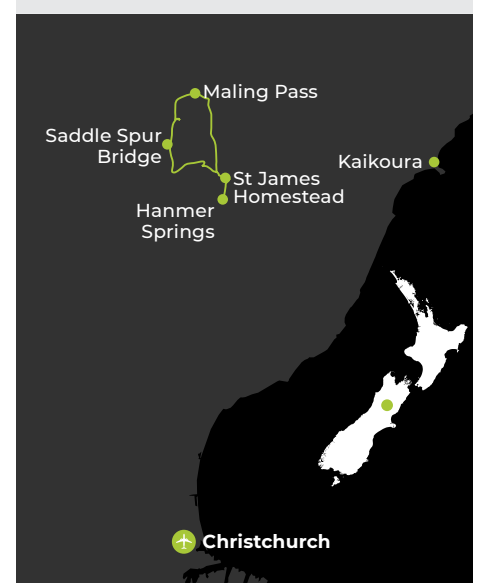 Maling Pass
Saddle Spur
Bridge
Kaikoura
St James
Homestead
Hanmer
Springs
Christchurch